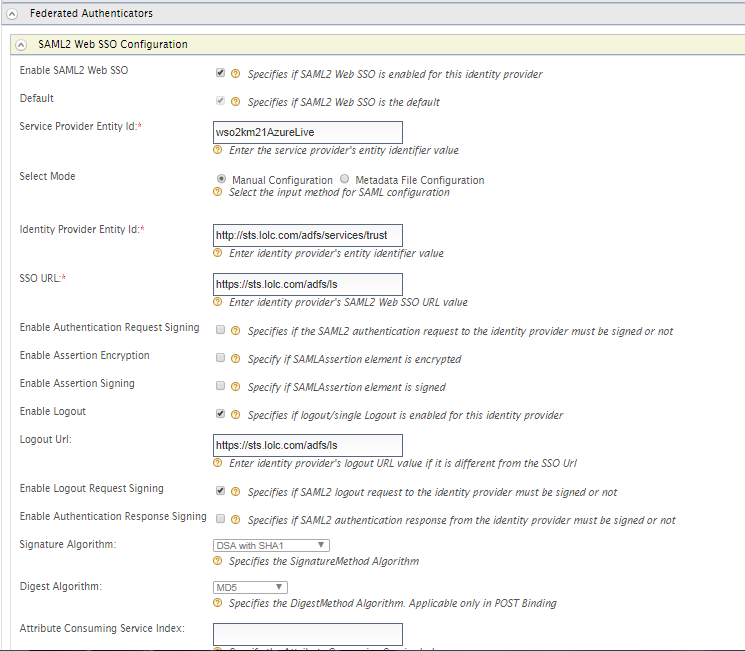 Federated Authenticators
SAML2 Web SSO Configuration
Enable SAML2 Web SSO
Specifies if SAML2 Web SSO is enabled for this identity provider
Default
Specifies if SAML2 Web SSO is the default
Service Provider Entity Id:*
wso2km21AzureLive
Enter the service provider's entity identifier value
Select Mode
Manual Configuration Metadata File Configuration
Select the input method for SAML configuration
Identity Provider Entity Id:*
http://sts.lolc.com/adfs/services/trust
Enter identity provider's entity identifier value
SSO URL:*
https://sts.lolc.com/adfs/ls
Enter identity provider's SAML2 Web SSO URL value
Enable Authentication Request Signing
Specifies if the SAML2 authentication request to the identity provider must be signed or not
Enable Assertion Encryption
Specify if SAMLAssertion element is encrypted
Enable Assertion Signing
Specify if SAMLAssertion element is signed
Enable Logout
Specifies if logout/single Logout is enabled for this identity provider
Logout Url:
https://sts.lolc.com/adfs/ls
Enter identity provider's logout URL value if it is different from the SSO Url
Enable Logout Request Signing
Specifies if SAML2 logout request to the identity provider must be signed or not
Enable Authentication Response Signing
Specifies if SAML2 authentication response from the identity provider must be signed or not
Signature Algorithm:
DSA with SHA1
Specifies the SignatureMethod Algorithm
Digest Algorithm:
MD5
Specifies the DigestMethod Algorithm. Applicable only in POST Binding
Attribute Consuming Service Index: